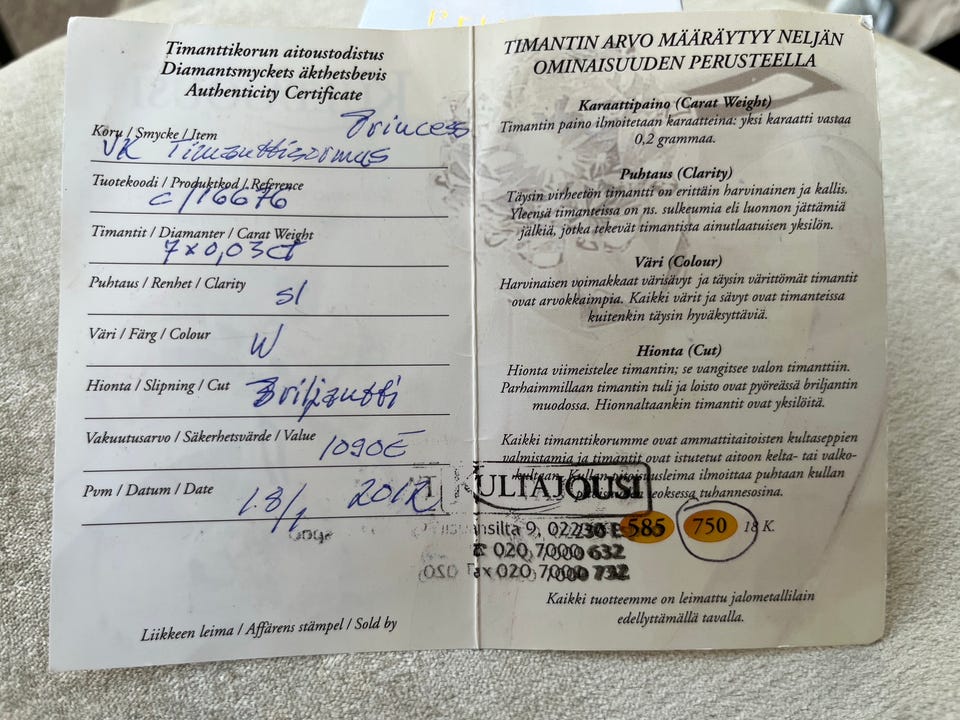 Timanttikorun aitoustodistus
Diamantsmyckets äkthetsbevis
Authenticity Certificate
Princess
Koru / Smycke / Item
VK Timanttisormus
Tuotekoodi / Produktkod / Reference
C/16676
Timantit / Diamanter / Carat Weight
7x0,03ct
Puhtaus / Renhet / Clarity
SI
Väri / Färg / Colour
W
Hionta / Slipning / Cut
Briljantti
Vakuutusarvo / Säkerhetsvärde / Value
1090€
Pvm / Datum / Date
18/1 2012
Liikkeen leima / Affärens stämpel / Sold by
TIMANTIN ARVO MÄÄRÄYTYY NELJÄN
OMINAISUUDEN PERUSTEELLA
Karaattipaino (Carat Weight)
Timantin paino ilmoitetaan karaatteina: yksi karaatti vastaa
0,2 grammaa.
Puhtaus (Clarity)
Täysin virheetön timantti on erittäin harvinainen ja kallis.
Yleensä timanteissa on ns. sulkeumia eli luonnon jättämiä
jälkiä, jotka tekevät timantista ainutlaatuisen yksilön.
Väri (Colour)
Harvinaisen voimakkaat värisävyt ja täysin värittömät timantit
ovat arvokkaimpia. Kaikki värit ja sävyt ovat timanteissa
kuitenkin täysin hyväksyttäviä.
Hionta (Cut)
Hionta viimeistelee timantin; se vangitsee valon timanttiin.
Parhaimmillaan timantin tuli ja loisto ovat pyöreässä briljantin
muodossa. Hionnaltaankin timantit ovat yksilöitä.
Kaikki timanttikorumme ovat ammattitaitoisten kultaseppien
valmistamia ja timantit on istutettu aitoon kelta- tai valko-
kultaan. Kullan ilmoittaa puhtaan kullan
tuhannesosina.
KULTAJOUSI
585 750 18 K.
020 7000 632
020 7000 732
Kaikki tuotteemme on leimattu jalometallilain
edellyttämällä tavalla.